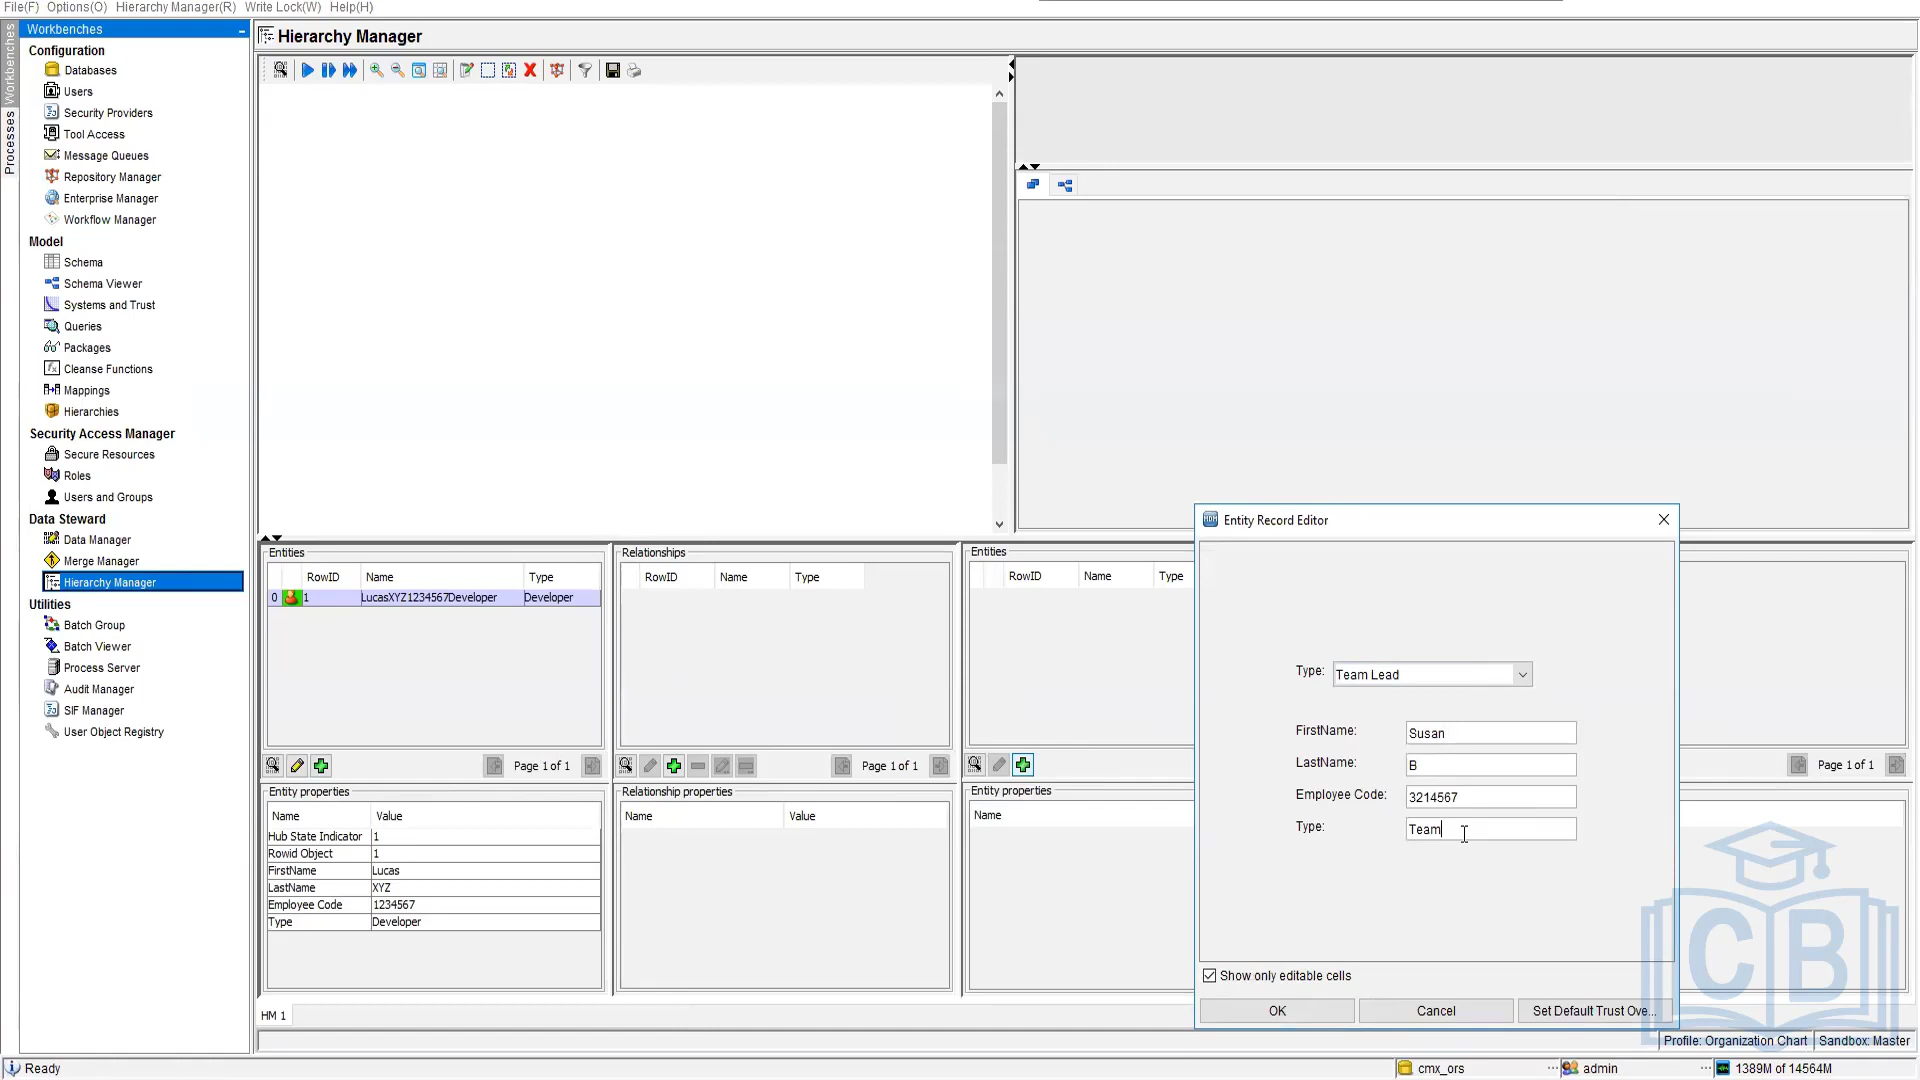 File(F) Options(O) Hierarchy Manager(R) Write Lock(W) Help(H)
Workbenches
Processes
Workbenches
Configuration
Databases
Users
Security Providers
Tool Access
Message Queues
Repository Manager
Enterprise Manager
Workflow Manager
Model
Schema
Schema Viewer
Systems and Trust
Queries
Packages
Cleanse Functions
Mappings
Hierarchies
Security Access Manager
Secure Resources
Roles
Users and Groups
Data Steward
Data Manager
Merge Manager
Hierarchy Manager
Utilities
Batch Group
Batch Viewer
Process Server
Audit Manager
SIF Manager
User Object Registry
Hierarchy Manager
Entities
RowID Name Type
0 1 LucasXYZ1234567Developer Developer
Page 1 of 1
Entity properties
Name Value
Hub State Indicator 1
Rowid Object 1
FirstName Lucas
LastName XYZ
Employee Code 1234567
Type Developer
Relationships
RowID Name Type
Page 1 of 1
Relationship properties
Name Value
Entities
RowID Name Type
Page 1 of 1
Entity properties
Name
Entity Record Editor
Type: Team Lead
FirstName: Susan
LastName: B
Employee Code: 3214567
Type: Team
Show only editable cells
OK Cancel Set Default Trust Ove...
CB
HM 1
Profile: Organization Chart Sandbox: Master
Ready cmx_ors ... admin ... 1389M of 14564M